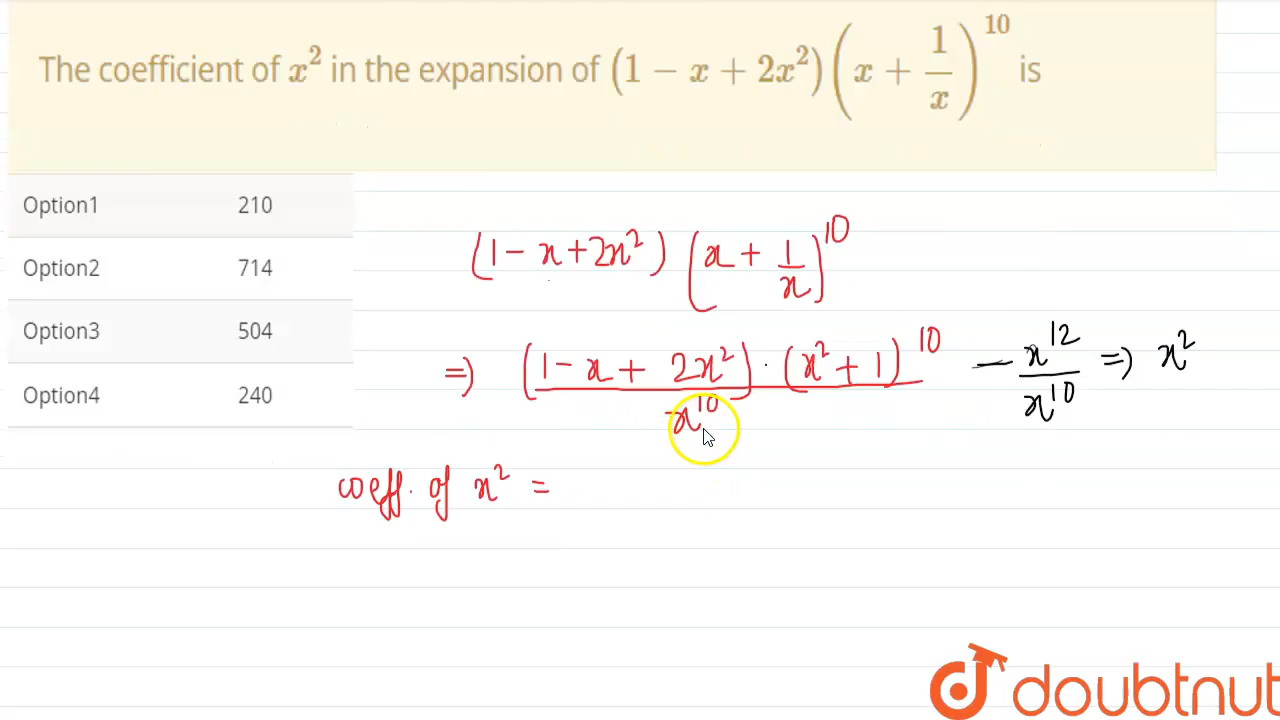 The coefficient of x² in the expansion of (1 − x + 2x²)(x + 1/x)¹⁰ is
Option1 210
Option2 714
Option3 504
Option4 240
(1 − x + 2x²) (x + 1/x)¹⁰
=> (1 − x + 2x²) · (x² + 1)¹⁰ / x¹⁰ − x¹² / x¹⁰ => x²
coeff. of x² =
doubtnut